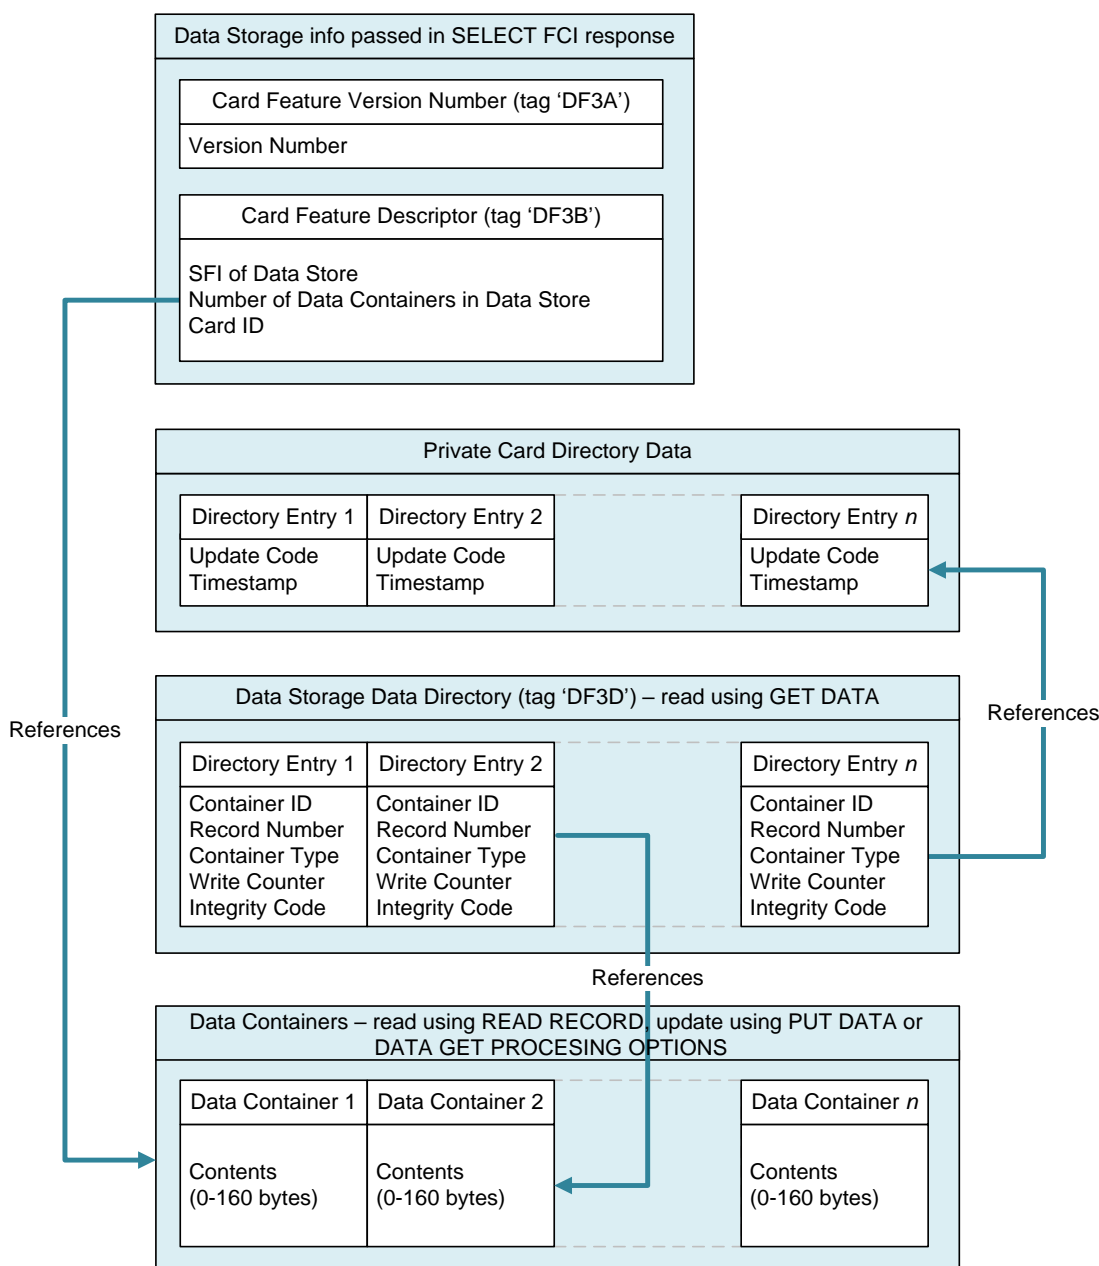 Data Storage info passed in SELECT FCI response
Card Feature Version Number (tag ‘DF3A’)
Version Number
Card Feature Descriptor (tag ‘DF3B’)
SFI of Data Store
Number of Data Containers in Data Store
Card ID
Private Card Directory Data
Directory Entry 1
Update Code
Timestamp
Directory Entry 2
Update Code
Timestamp
Directory Entry n
Update Code
Timestamp
References
References
Data Storage Data Directory (tag ‘DF3D’) – read using GET DATA
Directory Entry 1
Container ID
Record Number
Container Type
Write Counter
Integrity Code
Directory Entry 2
Container ID
Record Number
Container Type
Write Counter
Integrity Code
Directory Entry n
Container ID
Record Number
Container Type
Write Counter
Integrity Code
References
Data Containers – read using READ RECORD, update using PUT DATA or
DATA GET PROCESING OPTIONS
Data Container 1
Contents
(0-160 bytes)
Data Container 2
Contents
(0-160 bytes)
Data Container n
Contents
(0-160 bytes)